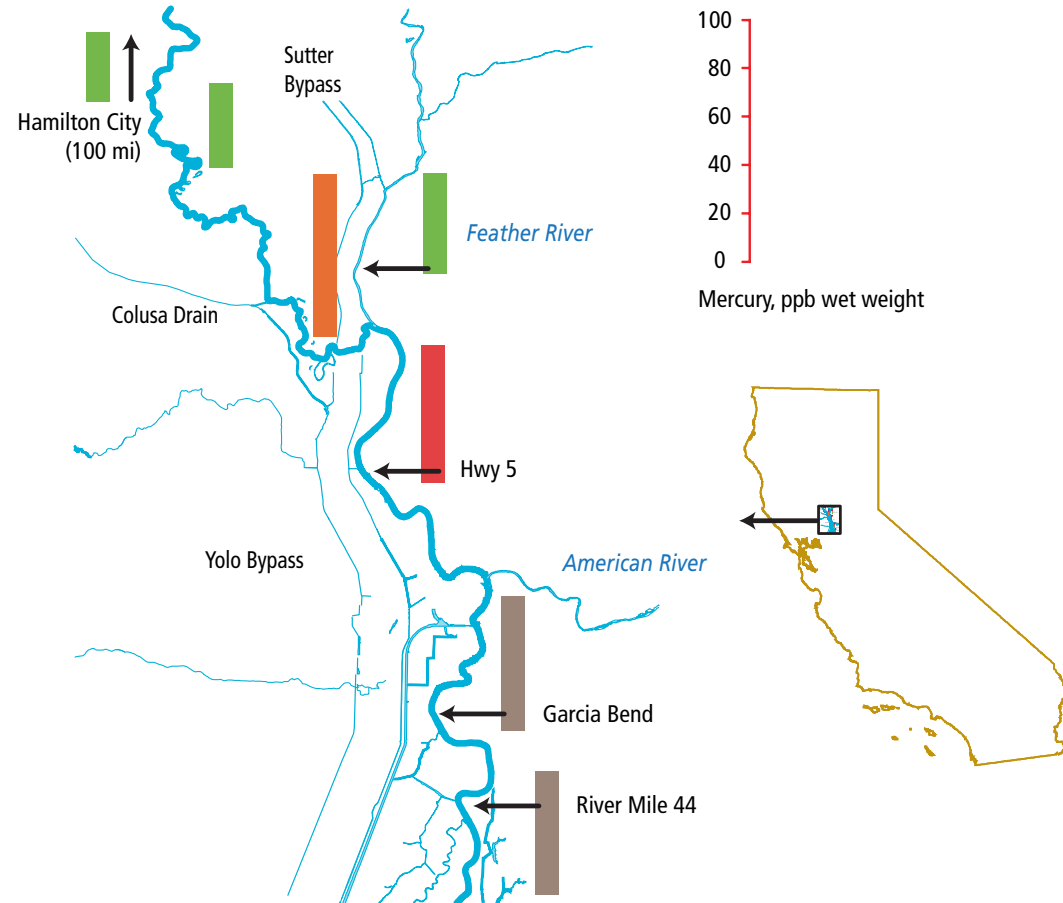 Sutter
Bypass
Hamilton City
(100 mi)
Feather River
Colusa Drain
Hwy 5
Yolo Bypass
American River
Garcia Bend
River Mile 44
100
80
60
40
20
0
Mercury, ppb wet weight